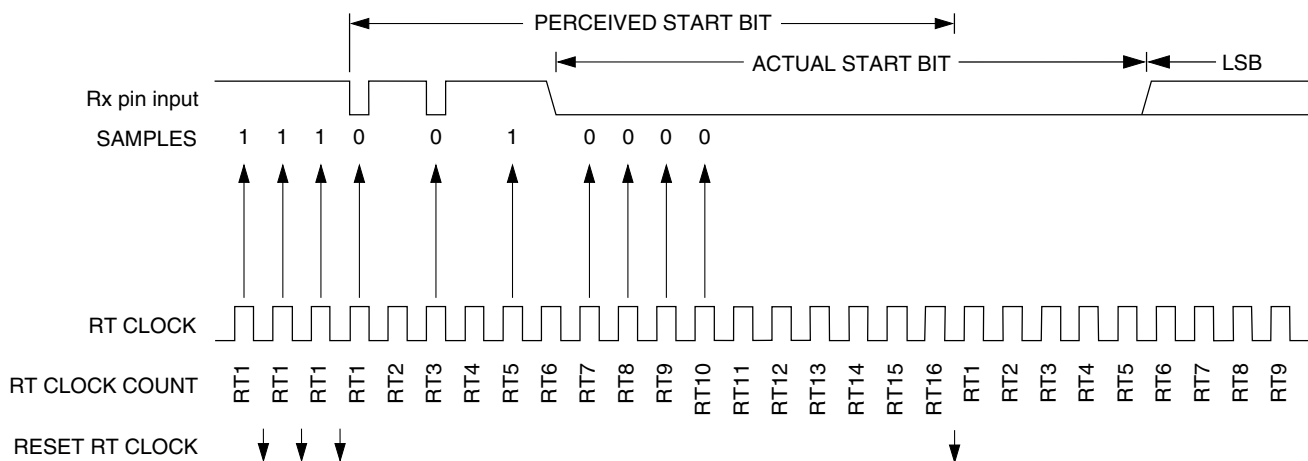 PERCEIVED START BIT
ACTUAL START BIT
LSB
Rx pin input
SAMPLES 1 1 1 0 0 1 0 0 0 0
RT CLOCK
RT CLOCK COUNT RT1 RT1 RT1 RT1 RT2 RT3 RT4 RT5 RT6 RT7 RT8 RT9 RT10 RT11 RT12 RT13 RT14 RT15 RT16 RT1 RT2 RT3 RT4 RT5 RT6 RT7 RT8 RT9
RESET RT CLOCK